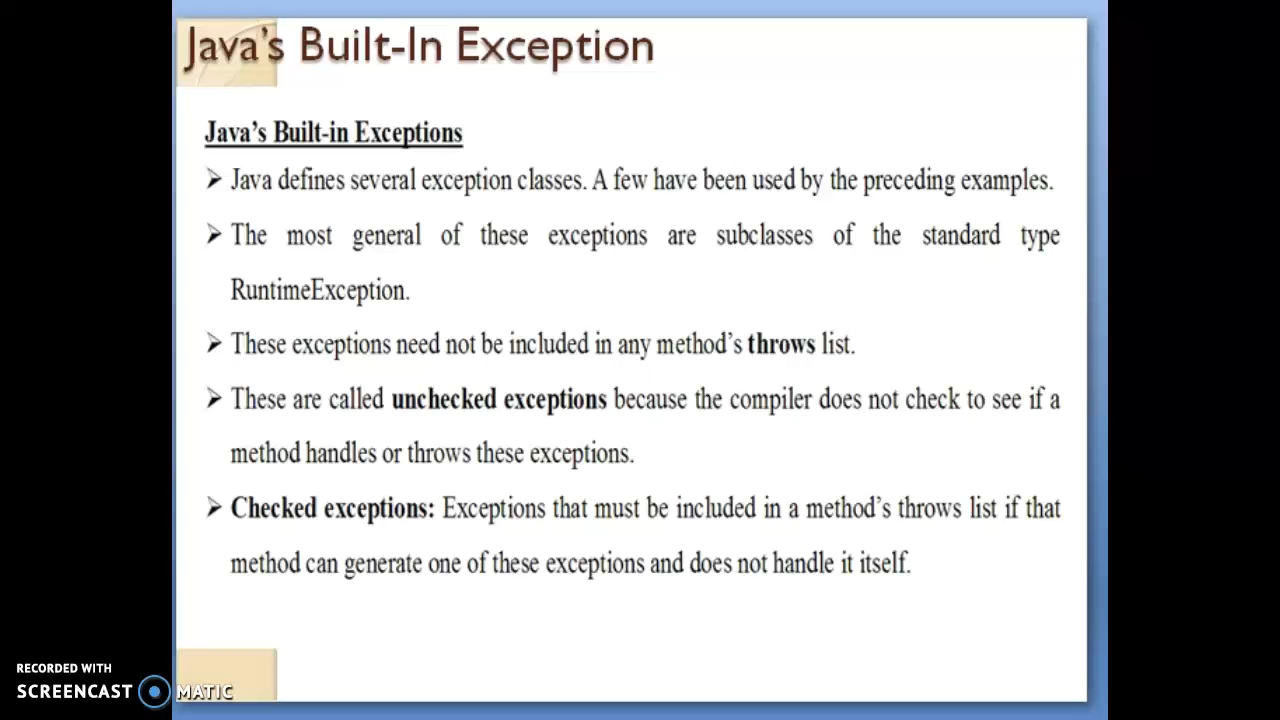 Java's Built-In Exception
Java's Built-in Exceptions
➢ Java defines several exception classes. A few have been used by the preceding examples.
➢ The most general of these exceptions are subclasses of the standard type
RuntimeException.
➢ These exceptions need not be included in any method's throws list.
➢ These are called unchecked exceptions because the compiler does not check to see if a
method handles or throws these exceptions.
➢ Checked exceptions: Exceptions that must be included in a method's throws list if that
method can generate one of these exceptions and does not handle it itself.
RECORDED WITH
SCREENCAST MATIC